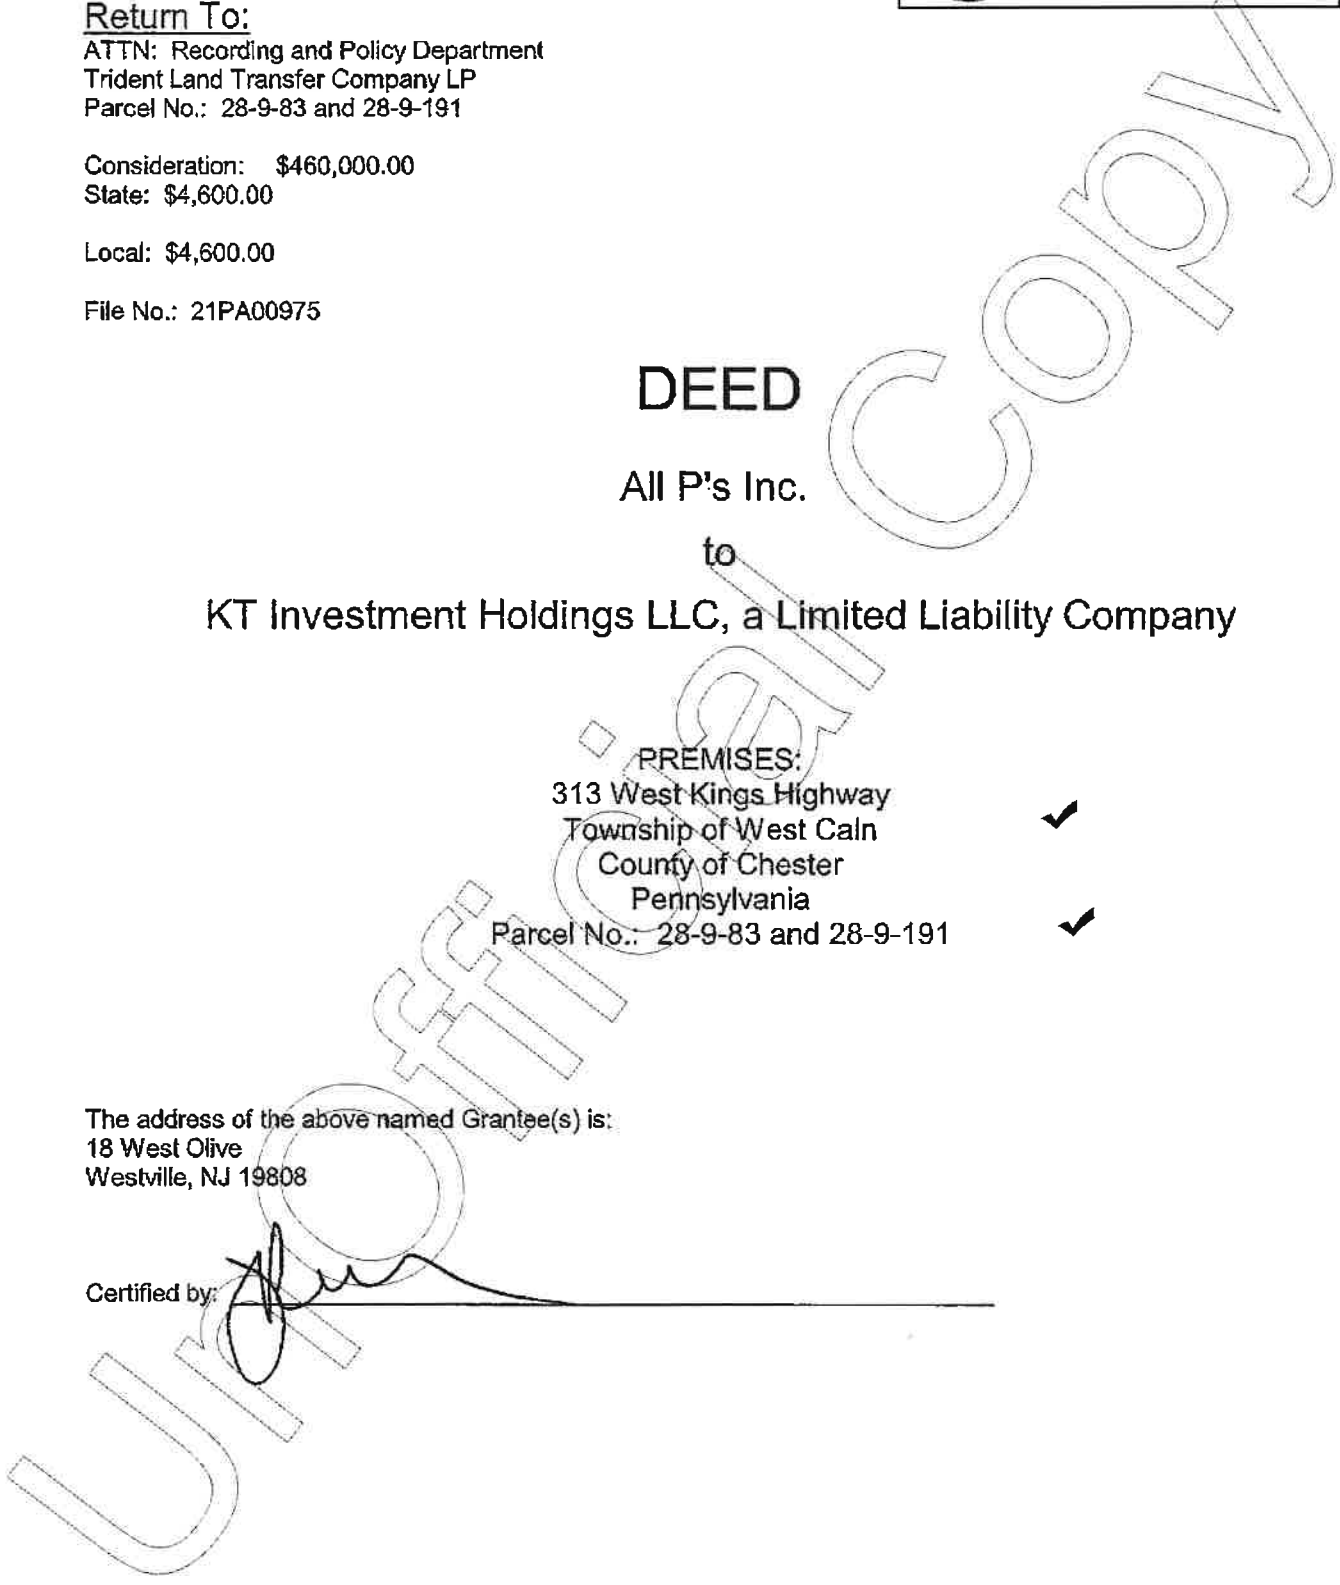 Return To:
ATTN: Recording and Policy Department
Trident Land Transfer Company LP
Parcel No.: 28-9-83 and 28-9-191
Consideration: $460,000.00
State: $4,600.00
Local: $4,600.00
File No.: 21PA00975
DEED
All P's Inc.
to
KT Investment Holdings LLC, a Limited Liability Company
PREMISES:
313 West Kings Highway
Township of West Caln
County of Chester
Pennsylvania
Parcel No.: 28-9-83 and 28-9-191
The address of the above named Grantee(s) is:
18 West Olive
Westville, NJ 19808
Certified by:
Unofficial Copy